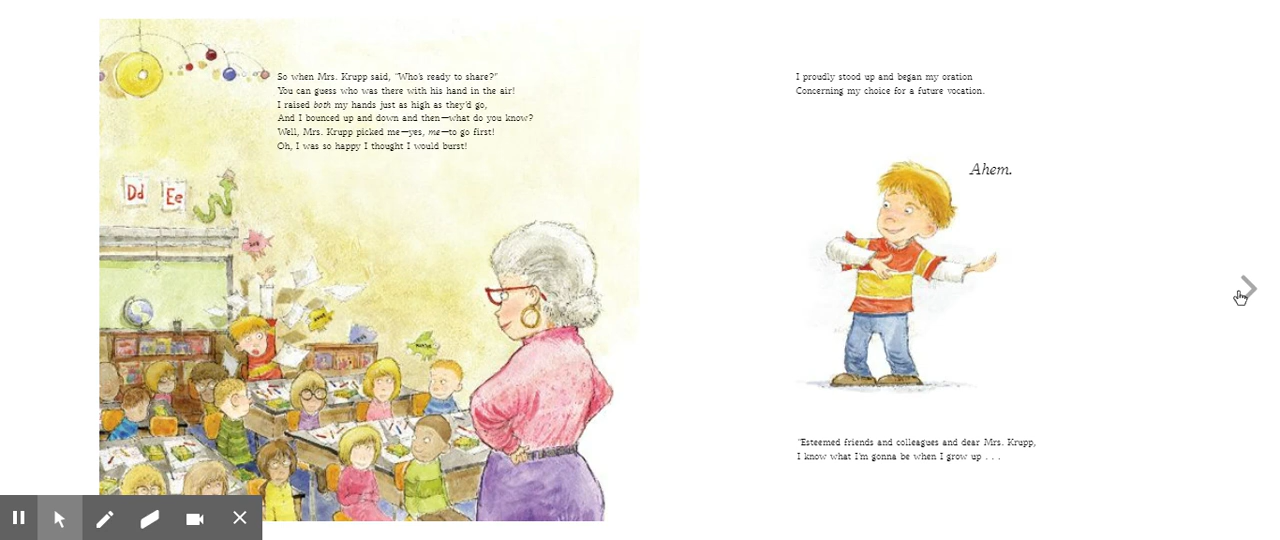 So when Mrs. Krupp said, "Who's ready to share?"
You can guess who was there with his hand in the air!
I raised both my hands just as high as they'd go,
And I bounced up and down and then—what do you know?
Well, Mrs. Krupp picked me—yes, me—to go first!
Oh, I was so happy I thought I would burst!
Dd Ee
I proudly stood up and began my oration
Concerning my choice for a future vocation.
Ahem.
"Esteemed friends and colleagues and dear Mrs. Krupp,
I know what I'm gonna be when I grow up . . .